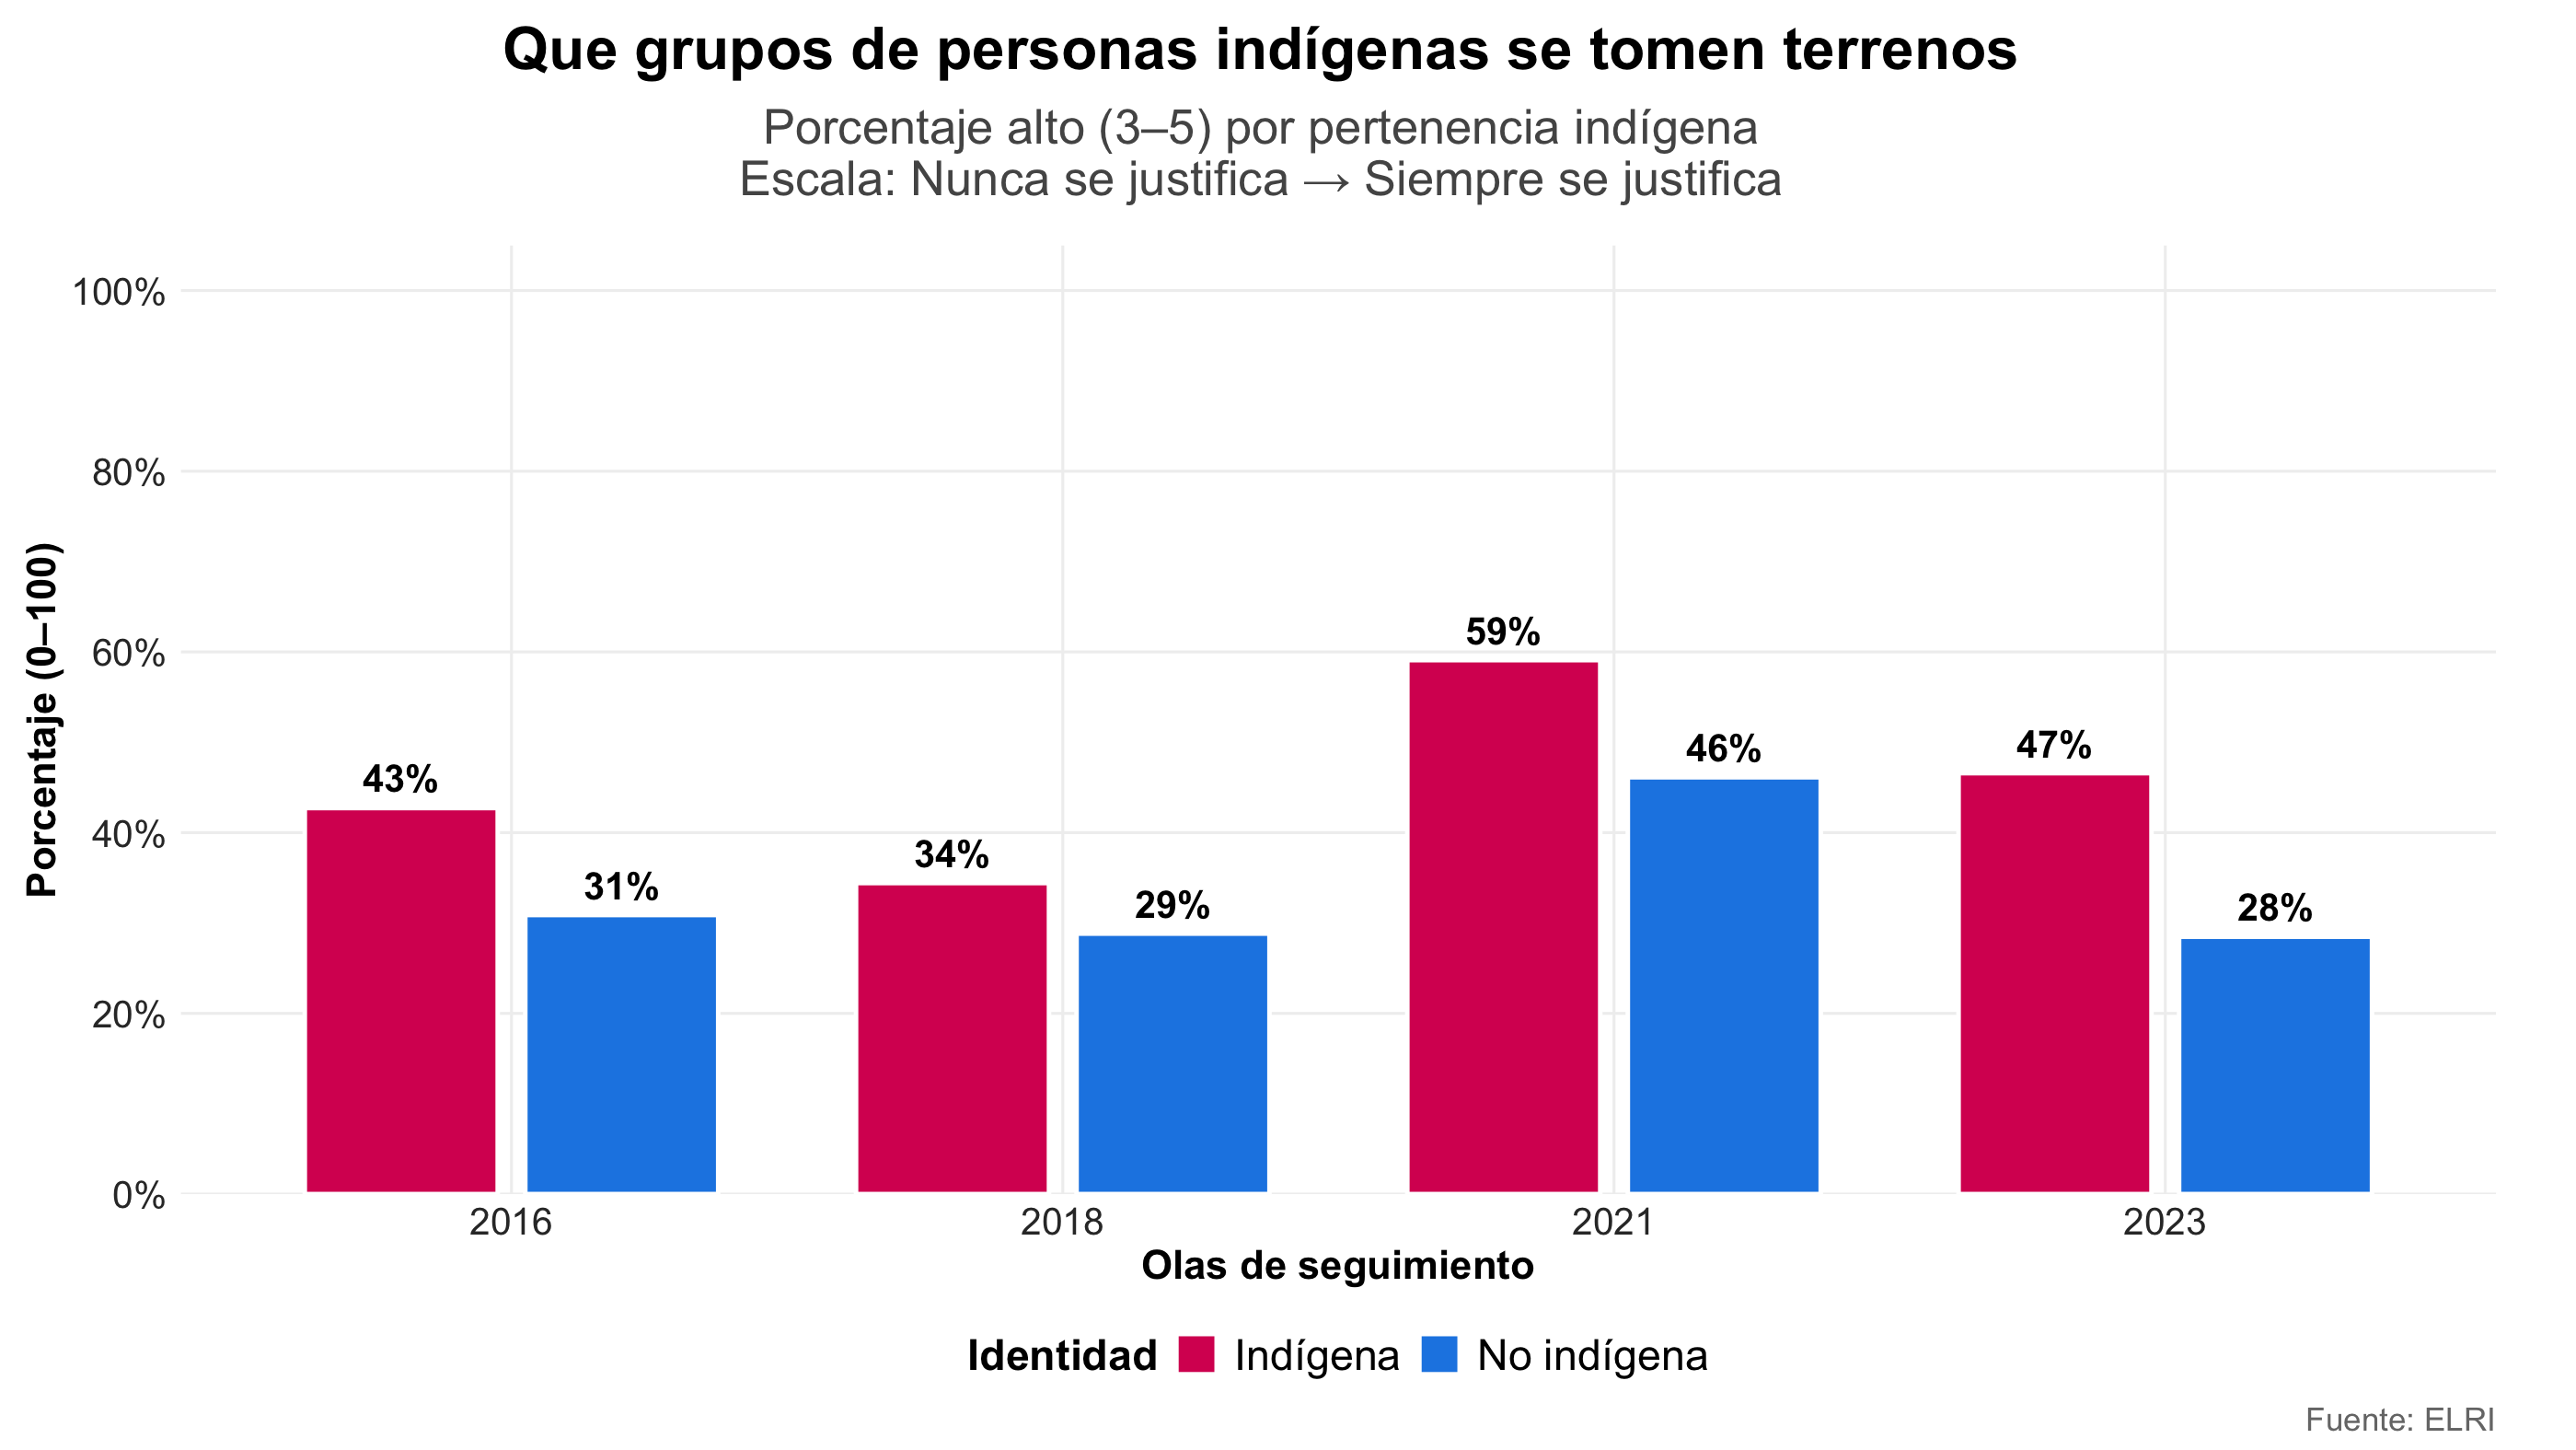 Que grupos de personas indígenas se tomen terrenos
Porcentaje alto (3–5) por pertenencia indígena
Escala: Nunca se justifica → Siempre se justifica
Porcentaje (0–100)
100%
80%
60%
40%
20%
0%
43%
31%
34%
29%
59%
46%
47%
28%
2016
2018
2021
2023
Olas de seguimiento
Identidad Indígena No indígena
Fuente: ELRI